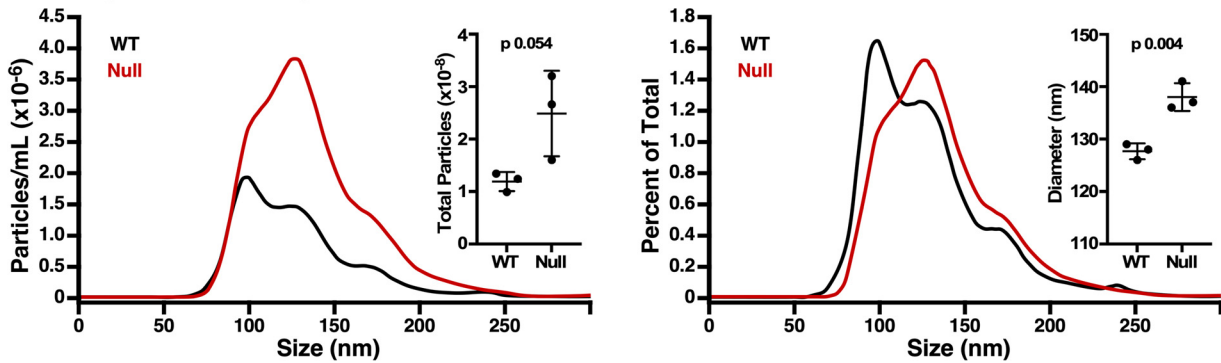 4.5
4.0
3.5
3.0
2.5
2.0
1.5
1.0
0.5
0
Particles/mL (x10-6)
WT
Null
0 50 100 150 200 250
Size (nm)
p 0.054
4
3
2
1
0
Total Particles (x10-8)
WT Null
1.8
1.6
1.4
1.2
1.0
0.8
0.6
0.4
0.2
0
Percent of Total
WT
Null
0 50 100 150 200 250
Size (nm)
p 0.004
150
140
130
120
110
Diameter (nm)
WT Null